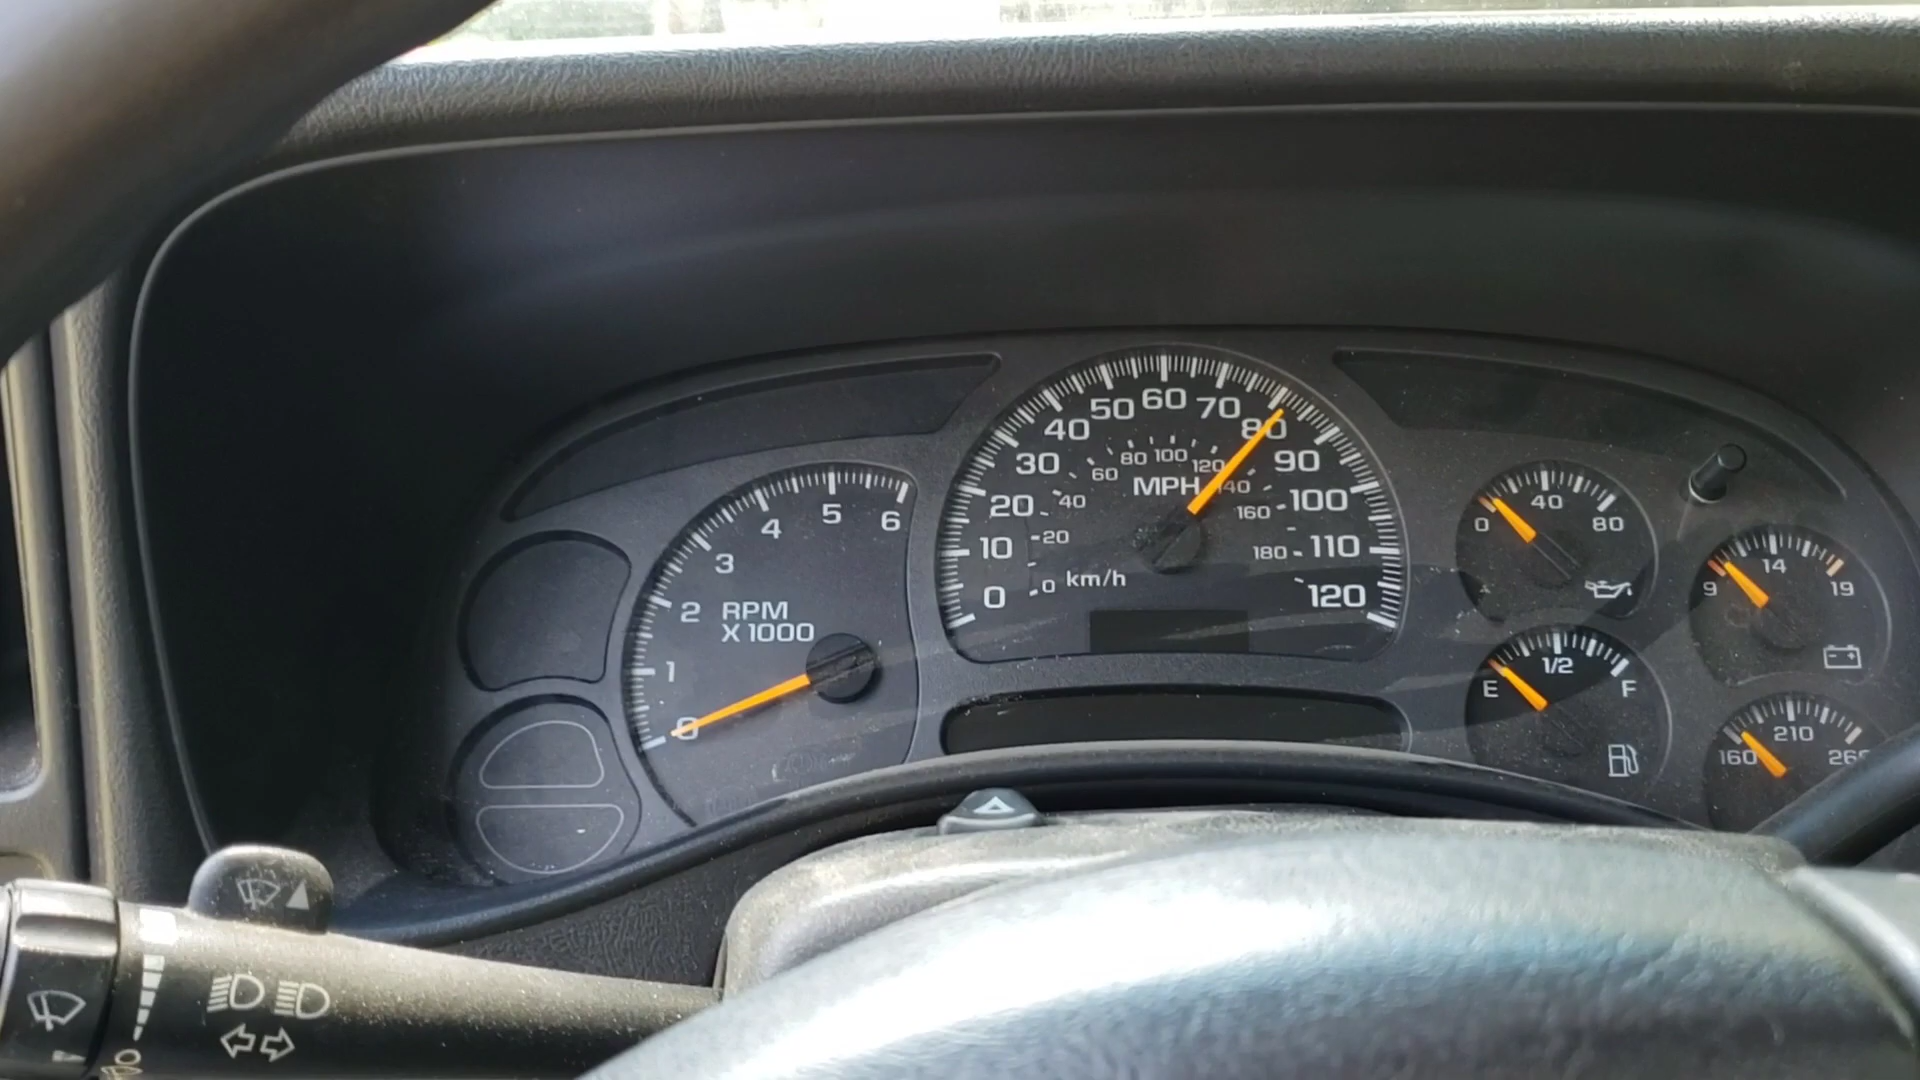 0 1 2 3 4 5 6
RPM
X 1000
0 10 20 30 40 50 60 70 80 90 100 110 120
MPH
0 20 40 60 80 100 120 140 160 180
km/h
0 40 80
9 14 19
E 1/2 F
160 210